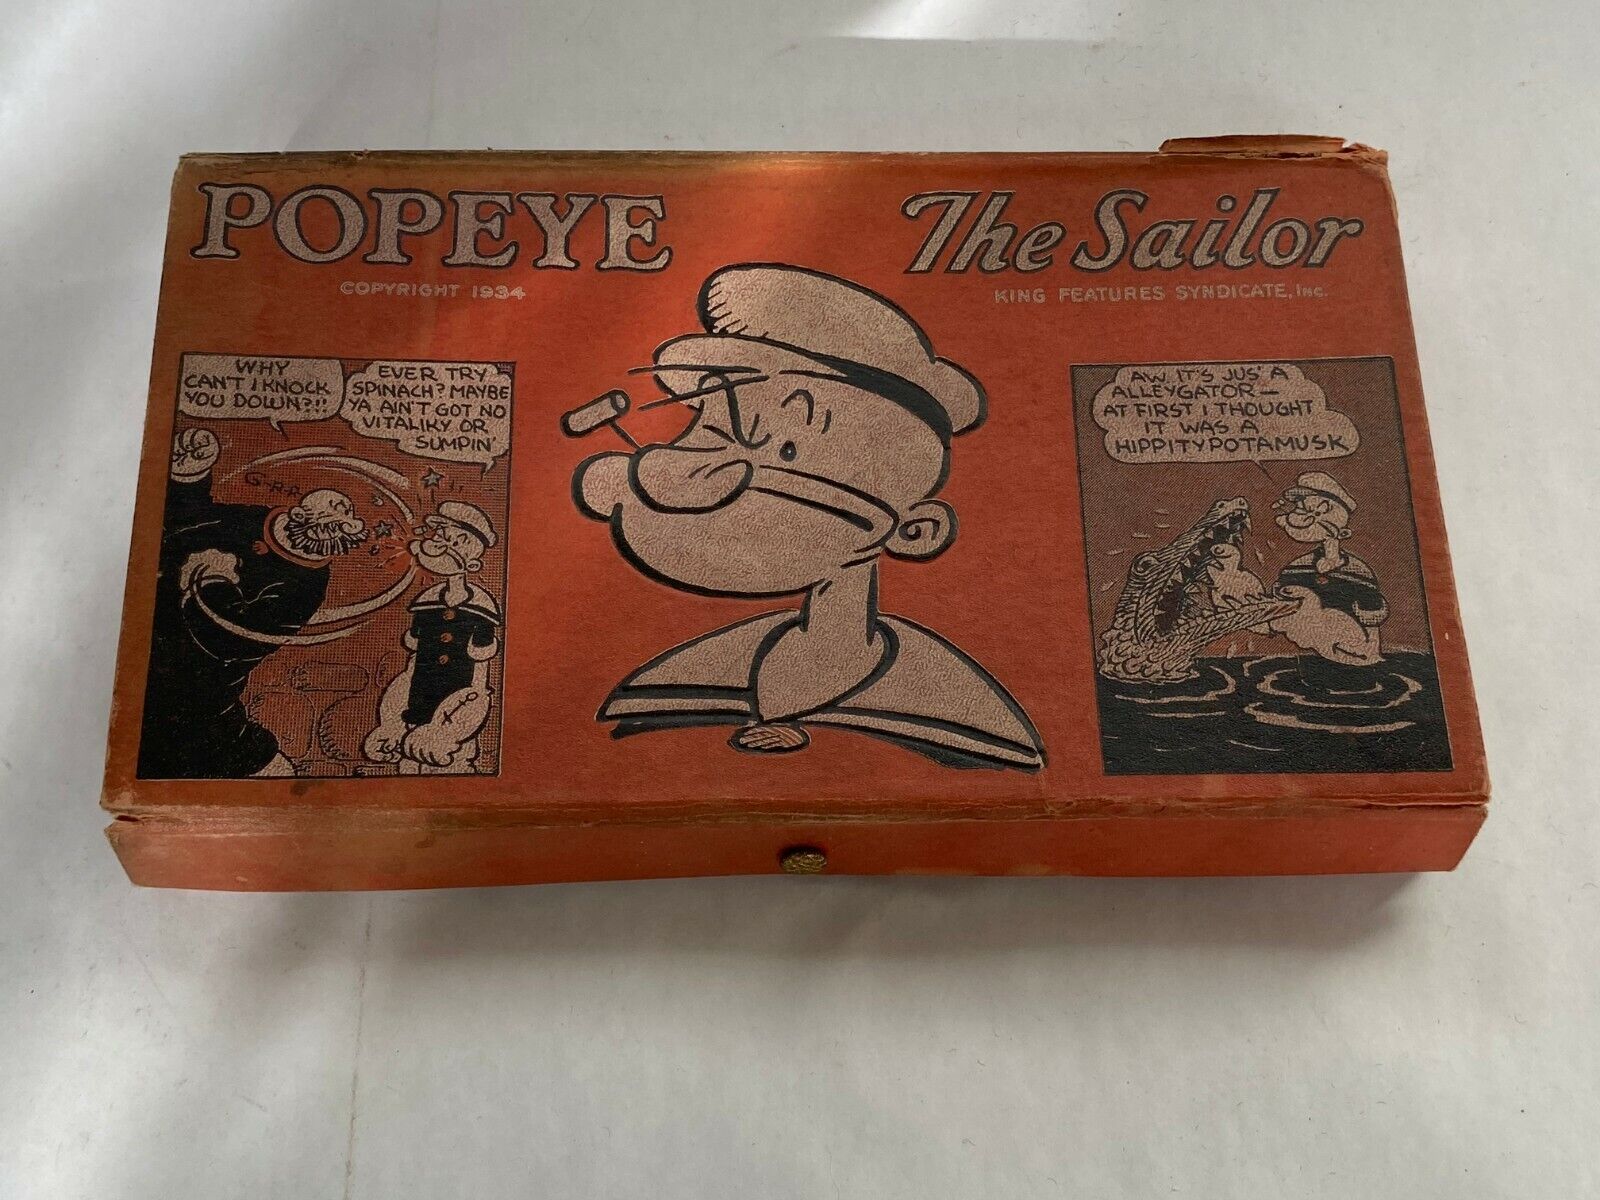 POPEYE The Sailor
COPYRIGHT 1934
KING FEATURES SYNDICATE, INC.
WHY
CAN'T I KNOCK
YOU DOWN?!!
EVER TRY
SPINACH? MAYBE
YA AIN'T GOT NO
VITALIKY OR
SUMPIN'
G-R-R
AW IT'S JUS' A
ALLEYGATOR—
AT FIRST I THOUGHT
IT WAS A
HIPPITYPOTAMUSK